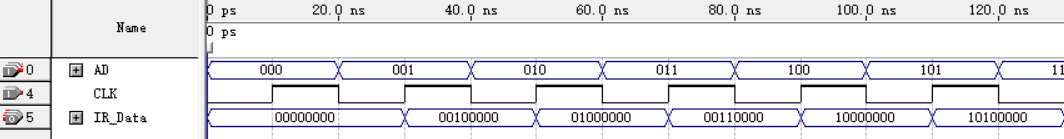 0 ps 20.0 ns 40.0 ns 60.0 ns 80.0 ns 100.0 ns 120.0 ns
Name
0 ps
0 AD 000 001 010 011 100 101 11
4 CLK
5 IR_Data 00000000 00100000 01000000 00110000 10000000 10100000